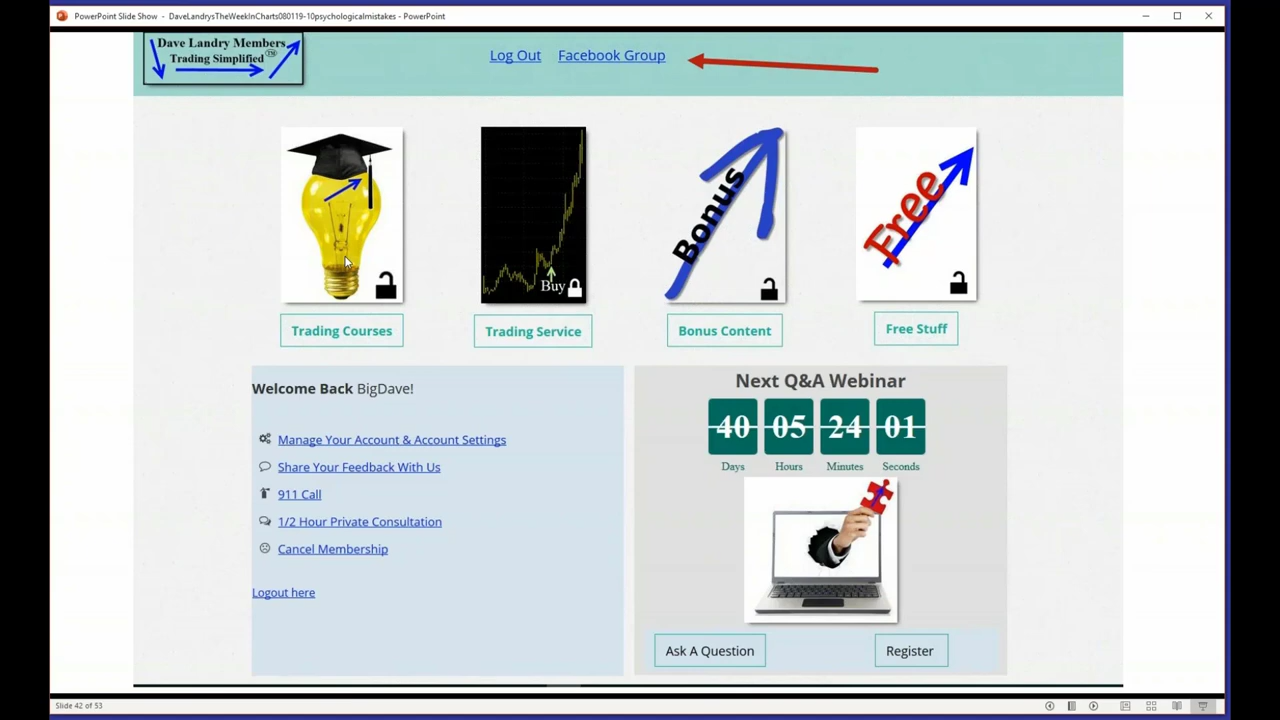 PowerPoint Slide Show - DaveLandrysTheWeekInCharts080119-10psychologicalmistakes - PowerPoint
Dave Landry Members
Trading Simplified TM
Log Out Facebook Group
Bonus
Free
Buy
Trading Courses Trading Service Bonus Content Free Stuff
Welcome Back BigDave!
Manage Your Account & Account Settings
Share Your Feedback With Us
911 Call
1/2 Hour Private Consultation
Cancel Membership
Logout here
Next Q&A Webinar
40 05 24 01
Days Hours Minutes Seconds
Ask A Question Register
Slide 42 of 53